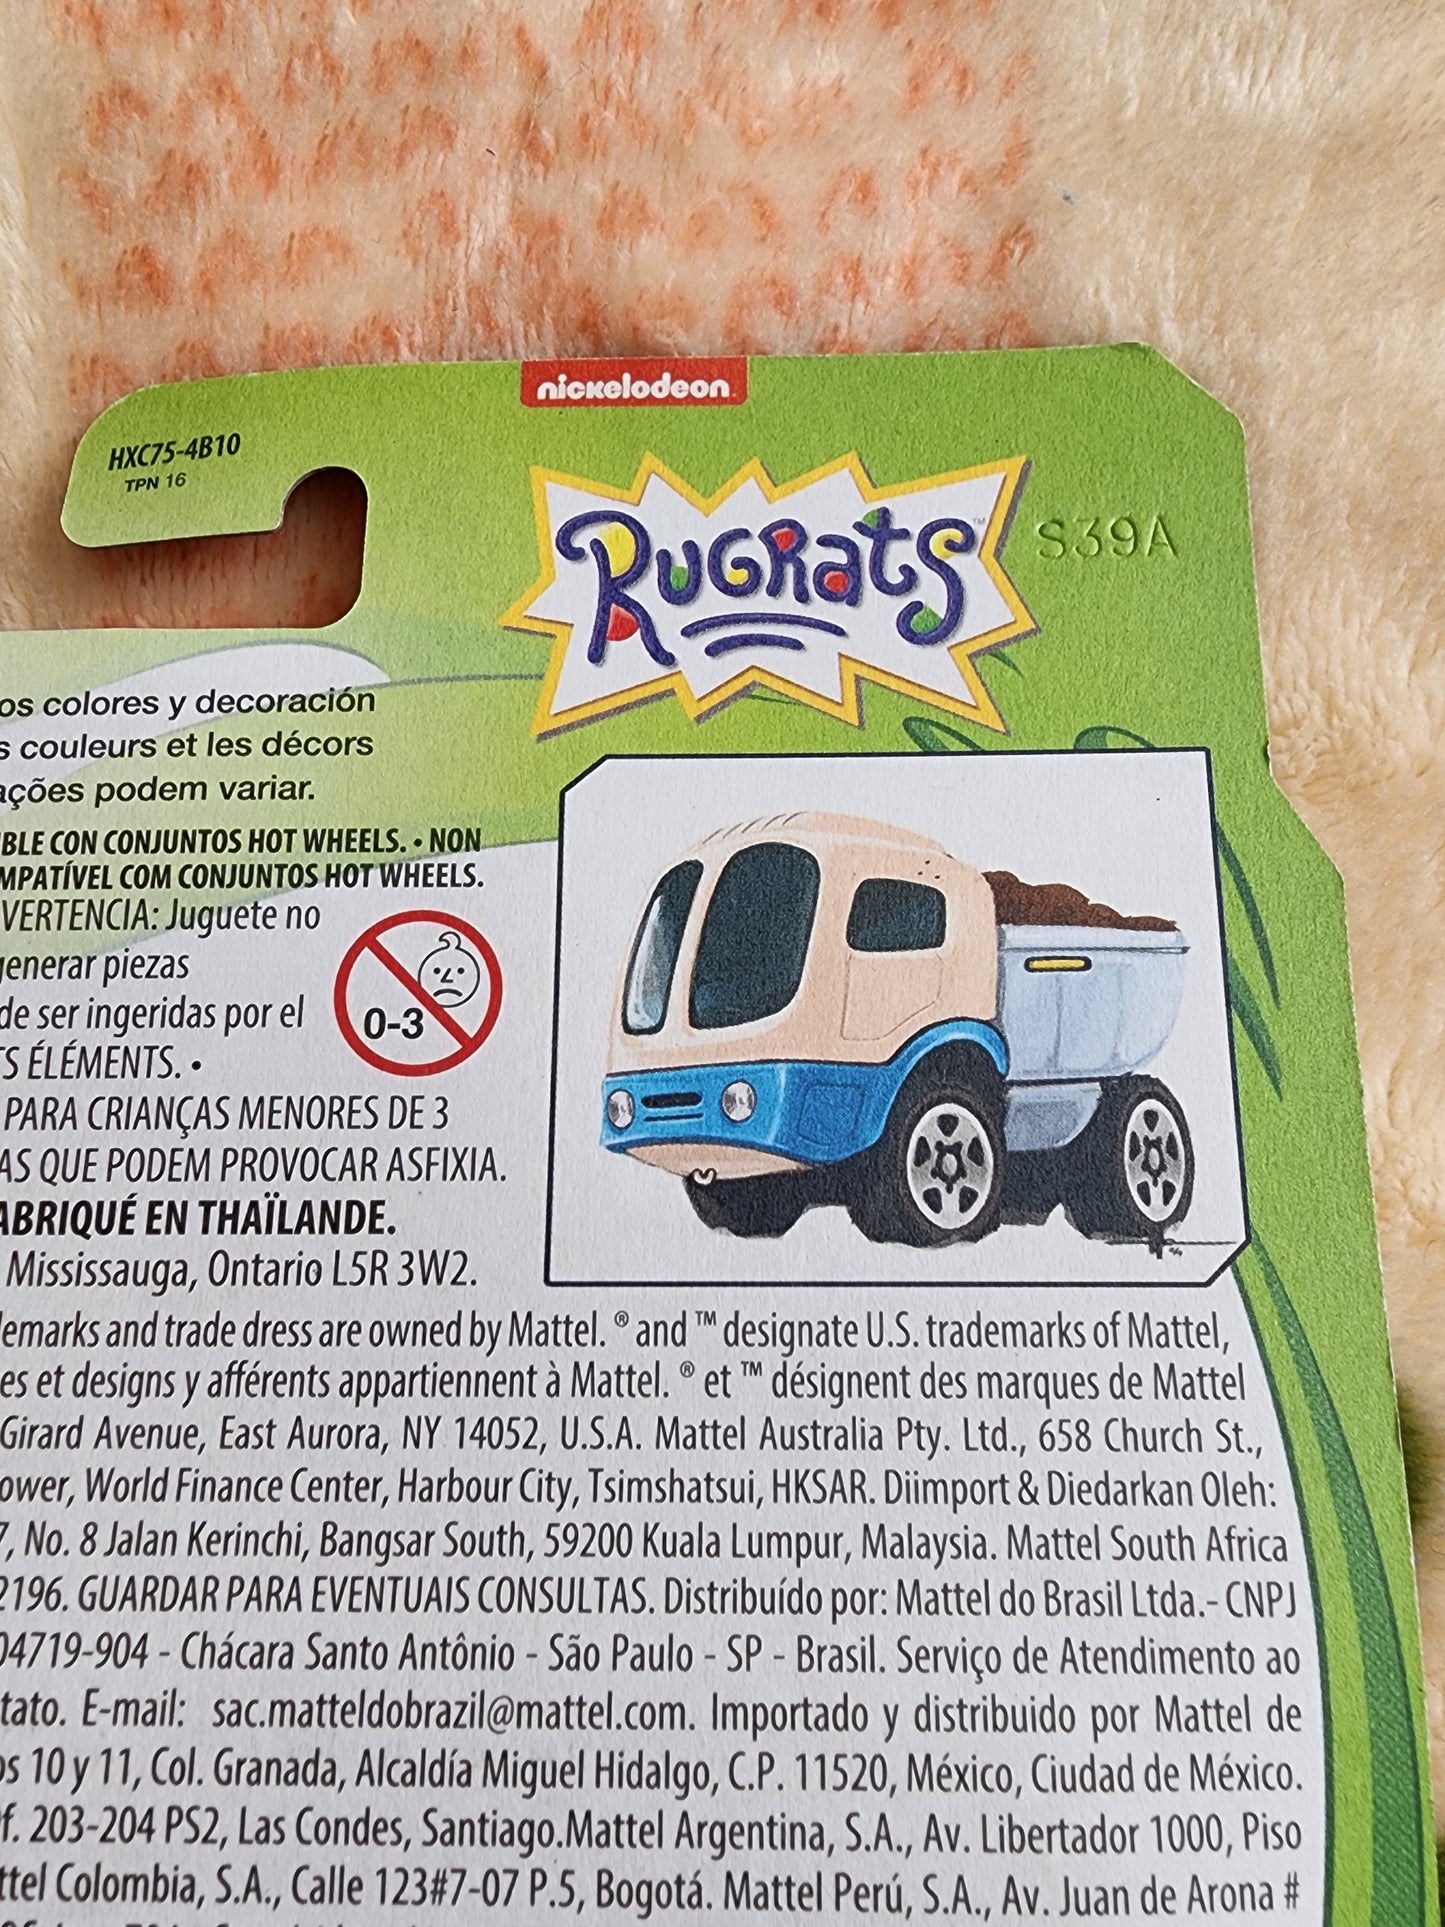 nickelodeon
HXC75-4B10
TPN 16
RUGRats™
S39A
os colores y decoración
s couleurs et les décors
ações podem variar.
BLE CON CONJUNTOS HOT WHEELS. • NON
MPATÍVEL COM CONJUNTOS HOT WHEELS.
VERTENCIA: Juguete no
generar piezas
de ser ingeridas por el
0-3
TS ÉLÉMENTS. •
PARA CRIANÇAS MENORES DE 3
AS QUE PODEM PROVOCAR ASFIXIA.
ABRIQUÉ EN THAÏLANDE.
Mississauga, Ontario L5R 3W2.
demarks and trade dress are owned by Mattel. ® and ™ designate U.S. trademarks of Mattel,
es et designs y afférents appartiennent à Mattel. ® et ™ désignent des marques de Mattel
Girard Avenue, East Aurora, NY 14052, U.S.A. Mattel Australia Pty. Ltd., 658 Church St.,
ower, World Finance Center, Harbour City, Tsimshatsui, HKSAR. Diimport & Diedarkan Oleh:
7, No. 8 Jalan Kerinchi, Bangsar South, 59200 Kuala Lumpur, Malaysia. Mattel South Africa
2196. GUARDAR PARA EVENTUAIS CONSULTAS. Distribuído por: Mattel do Brasil Ltda.- CNPJ
04719-904 - Chácara Santo Antônio - São Paulo - SP - Brasil. Serviço de Atendimento ao
tato. E-mail: sac.matteldobrazil@mattel.com. Importado y distribuido por Mattel de
os 10 y 11, Col. Granada, Alcaldía Miguel Hidalgo, C.P. 11520, México, Ciudad de México.
f. 203-204 PS2, Las Condes, Santiago.Mattel Argentina, S.A., Av. Libertador 1000, Piso
ttel Colombia, S.A., Calle 123#7-07 P.5, Bogotá. Mattel Perú, S.A., Av. Juan de Arona #